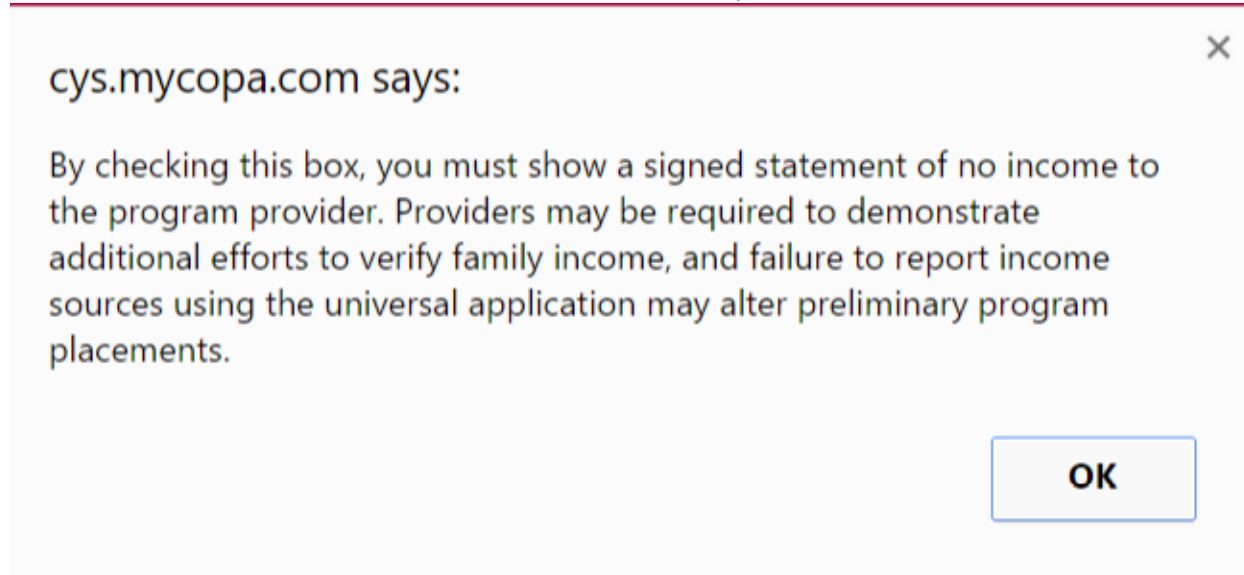 cys.mycopa.com says:
By checking this box, you must show a signed statement of no income to
the program provider. Providers may be required to demonstrate
additional efforts to verify family income, and failure to report income
sources using the universal application may alter preliminary program
placements.
OK